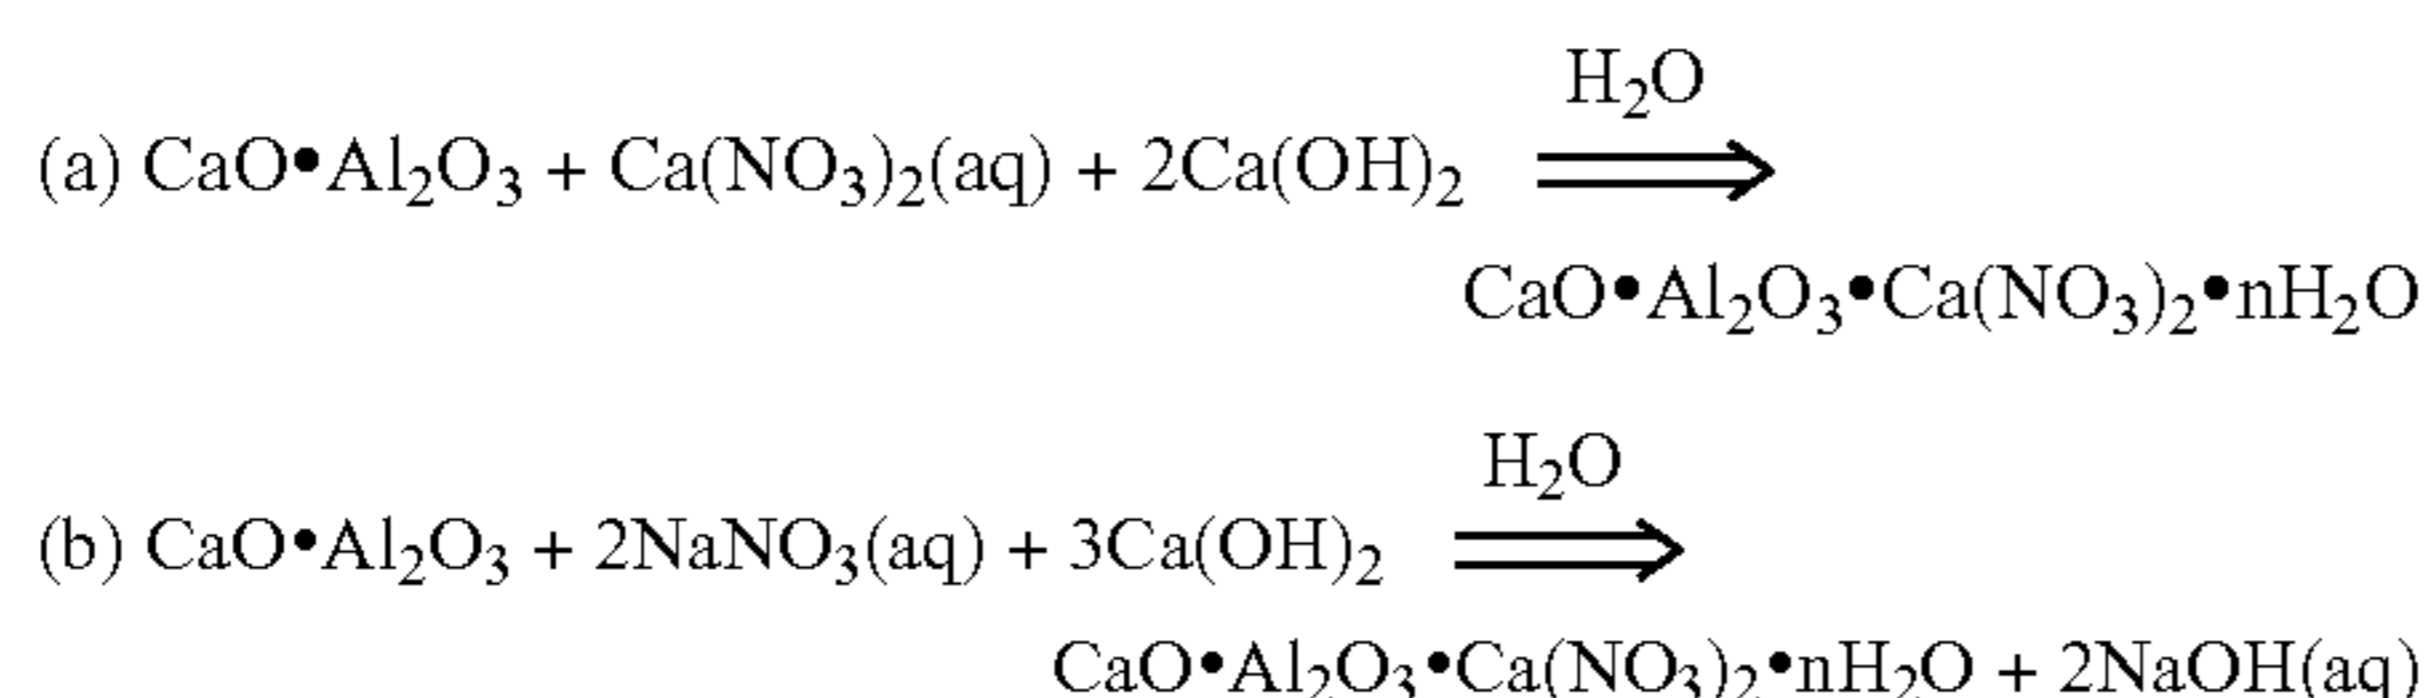 H₂O
(a) CaO•Al₂O₃ + Ca(NO₃)₂(aq) + 2Ca(OH)₂ ⇒
CaO•Al₂O₃•Ca(NO₃)₂•nH₂O
H₂O
(b) CaO•Al₂O₃ + 2NaNO₃(aq) + 3Ca(OH)₂ ⇒
CaO•Al₂O₃•Ca(NO₃)₂•nH₂O + 2NaOH(aq)